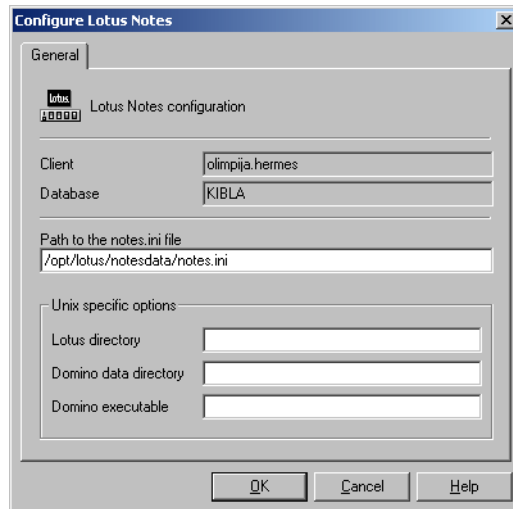 Configure Lotus Notes
General
Lotus Notes configuration
Client olimpija.hermes
Database KIBLA
Path to the notes.ini file
/opt/lotus/notesdata/notes.ini
Unix specific options
Lotus directory
Domino data directory
Domino executable
OK Cancel Help